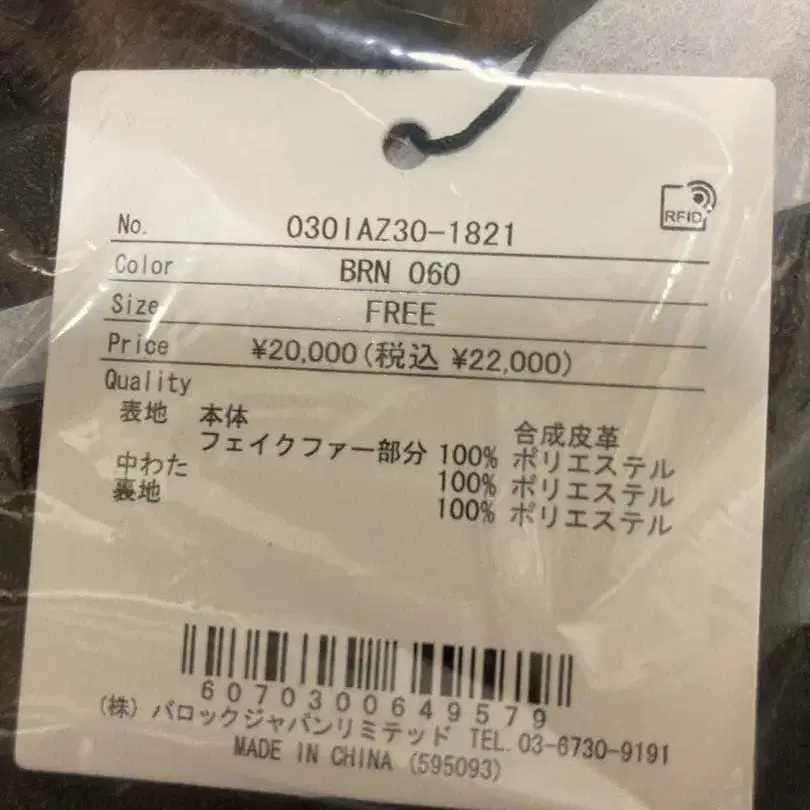 RFID
No. 030IAZ30-1821
Color BRN 060
Size FREE
Price ¥20,000(税込 ¥22,000)
Quality
表地 本体 合成皮革
フェイクファー部分 100% ポリエステル
中わた 100% ポリエステル
裏地 100% ポリエステル
6070300649579
(株) バロックジャパンリミテッド TEL.03-6730-9191
MADE IN CHINA (595093)